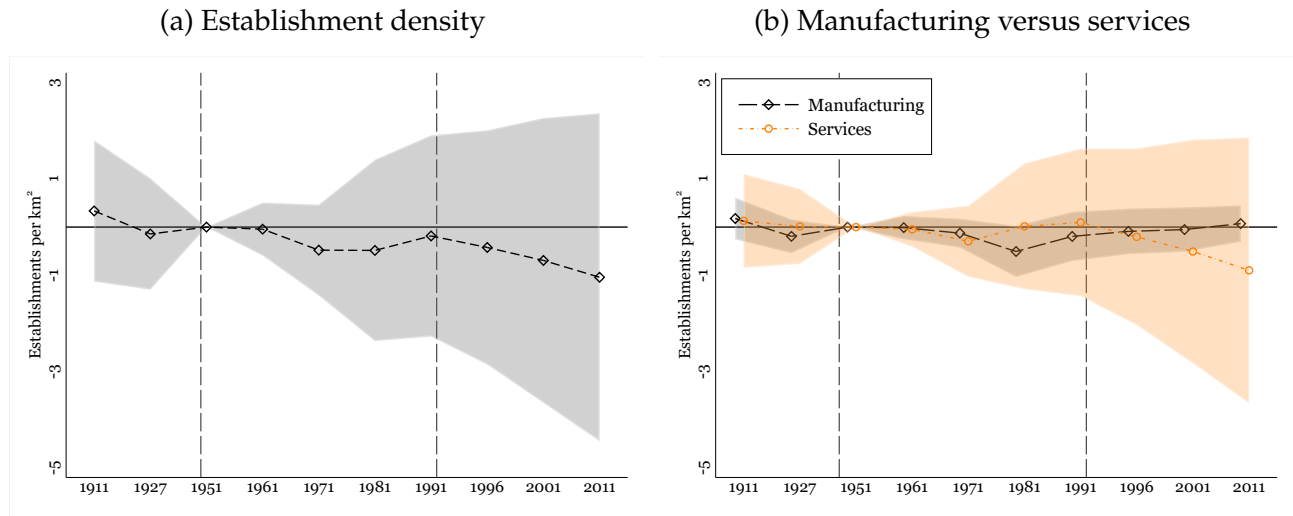 (a) Establishment density
Establishments per km²
3
1
-1
-3
-5
1911 1927 1951 1961 1971 1981 1991 1996 2001 2011
(b) Manufacturing versus services
Establishments per km²
3
1
-1
-3
-5
Manufacturing
Services
1911 1927 1951 1961 1971 1981 1991 1996 2001 2011